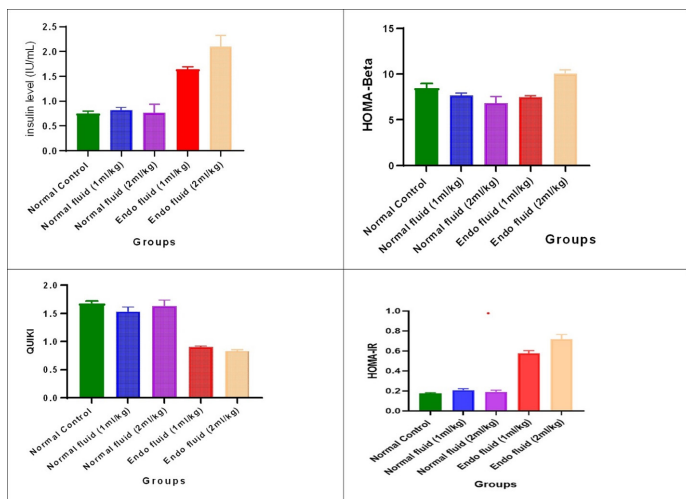 insulin level (IU/mL)
2.5
2.0
1.5
1.0
0.5
0.0
Normal Control
Normal fluid (1ml/kg)
Normal fluid (2ml/kg)
Endo fluid (1ml/kg)
Endo fluid (2ml/kg)
Groups
HOMA-Beta
15
10
5
0
Normal Control
Normal fluid (1ml/kg)
Normal fluid (2ml/kg)
Endo fluid (1ml/kg)
Endo fluid (2ml/kg)
Groups
QUIKI
2.0
1.5
1.0
0.5
0.0
Normal Control
Normal fluid (1ml/kg)
Normal fluid (2ml/kg)
Endo fluid (1ml/kg)
Endo fluid (2ml/kg)
Groups
HOMA-IR
1.0
0.8
0.6
0.4
0.2
0.0
Normal Control
Normal fluid (1ml/kg)
Normal fluid (2ml/kg)
Endo fluid (1ml/kg)
Endo fluid (2ml/kg)
Groups